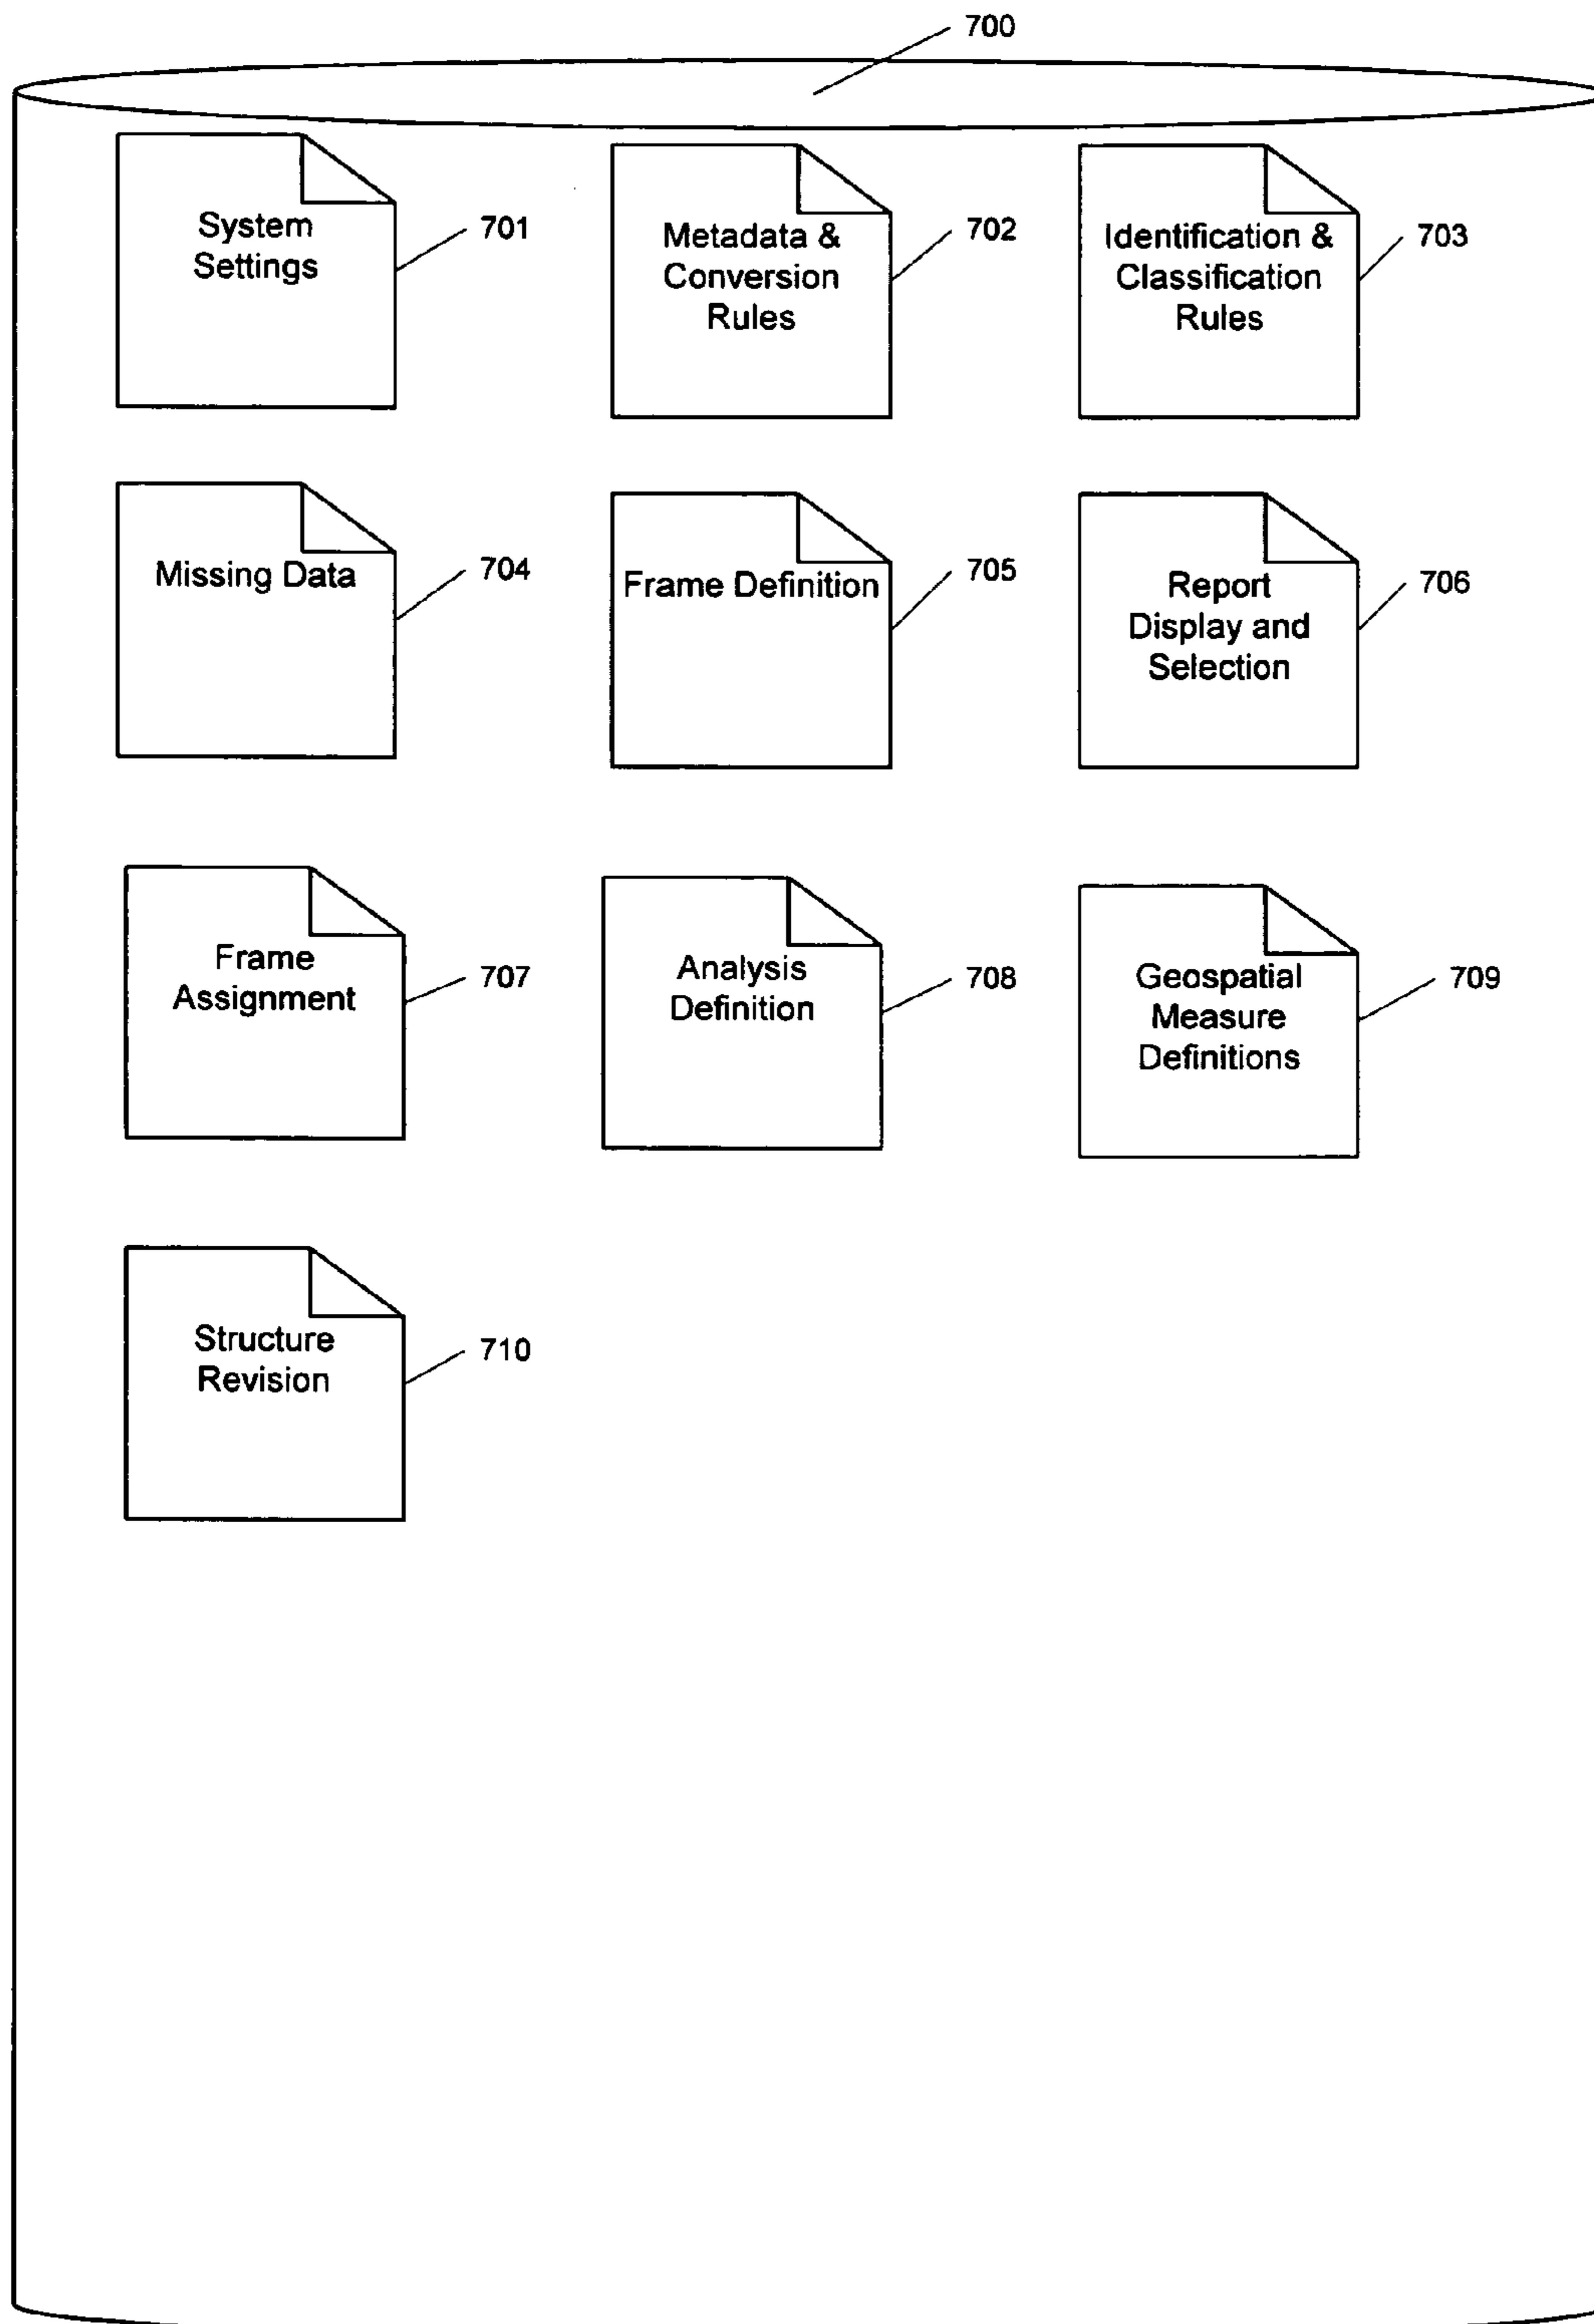 700
System
Settings
701
Metadata &
Conversion
Rules
702
Identification &
Classification
Rules
703
Missing Data
704
Frame Definition
705
Report
Display and
Selection
706
Frame
Assignment
707
Analysis
Definition
708
Geospatial
Measure
Definitions
709
Structure
Revision
710